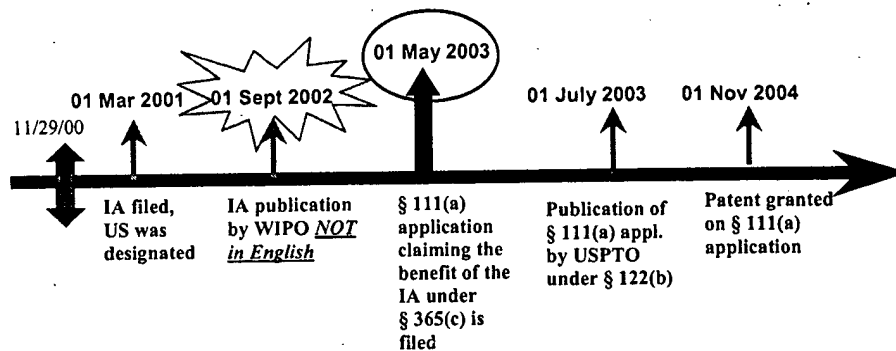 01 May 2003
01 Mar 2001
01 Sept 2002
01 July 2003
01 Nov 2004
11/29/00
IA filed,
US was
designated
IA publication
by WIPO NOT
in English
§ 111(a)
application
claiming the
benefit of the
IA under
§ 365(c) is
filed
Publication of
§ 111(a) appl.
by USPTO
under § 122(b)
Patent granted
on § 111(a)
application